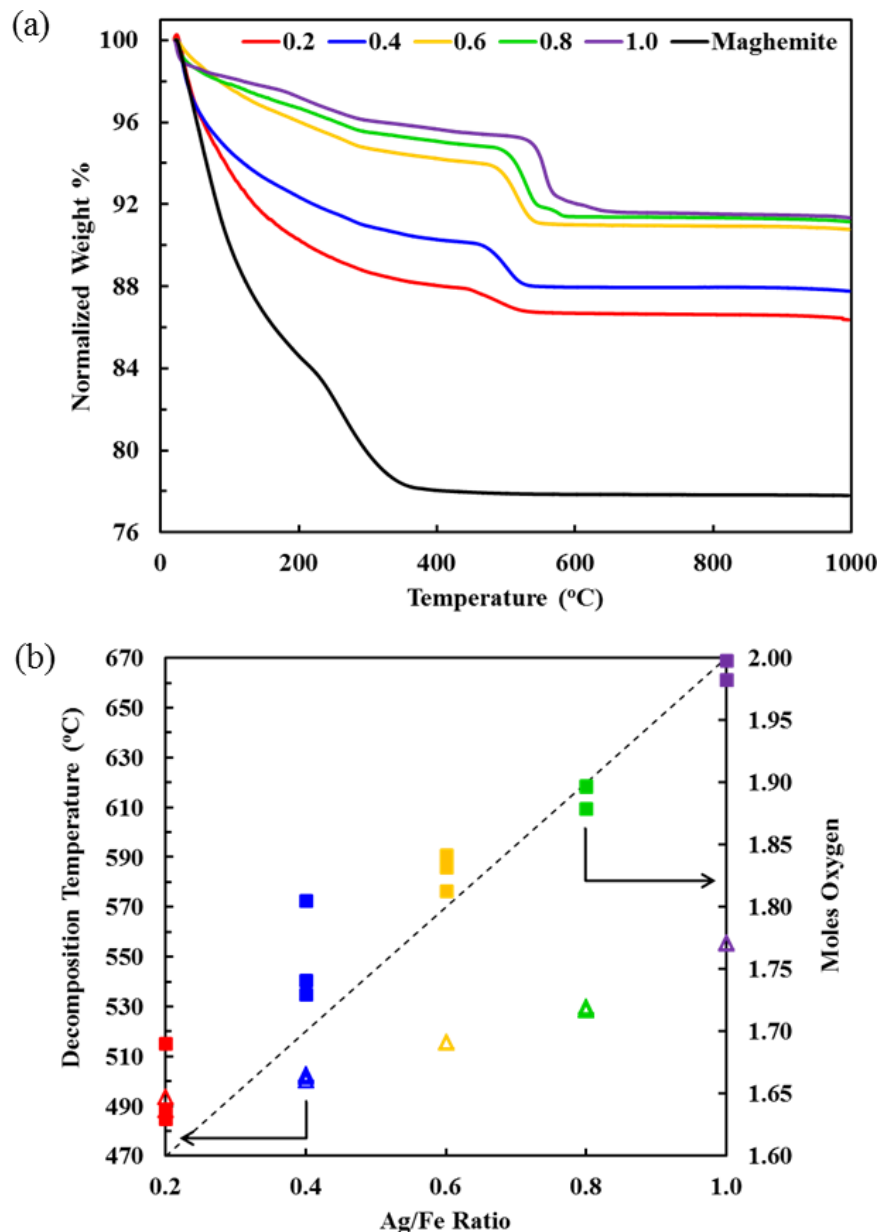 (a)
0.2 0.4 0.6 0.8 1.0 Maghemite
100
96
92
88
84
80
76
Normalized Weight %
0 200 400 600 800 1000
Temperature (ºC)
(b)
670
650
630
610
590
570
550
530
510
490
470
Decomposition Temperature (ºC)
2.00
1.95
1.90
1.85
1.80
1.75
1.70
1.65
1.60
Moles Oxygen
0.2 0.4 0.6 0.8 1.0
Ag/Fe Ratio